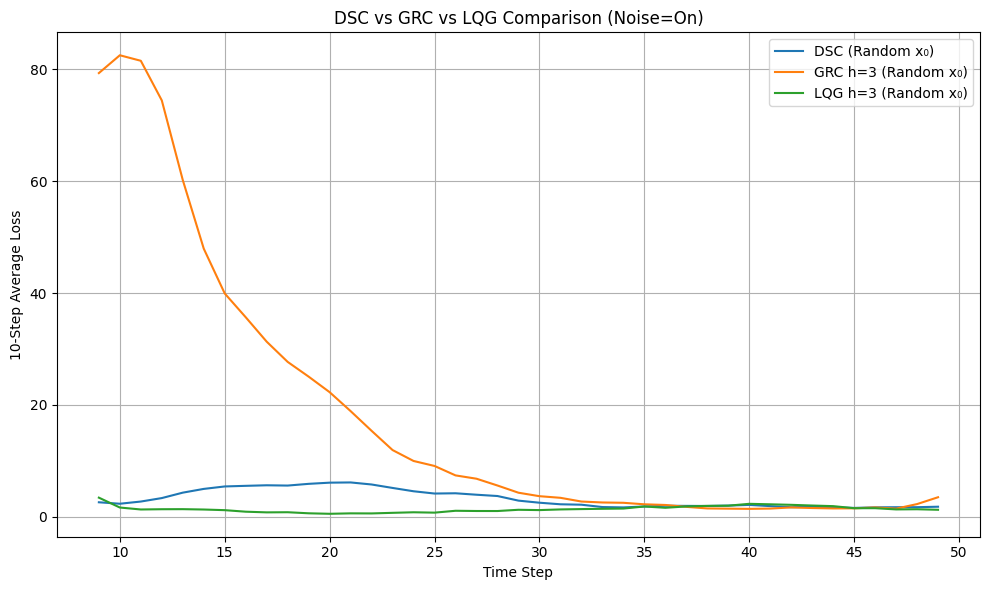 DSC vs GRC vs LQG Comparison (Noise=On)
DSC (Random x₀)
GRC h=3 (Random x₀)
LQG h=3 (Random x₀)
10-Step Average Loss
80
60
40
20
0
10 15 20 25 30 35 40 45 50
Time Step